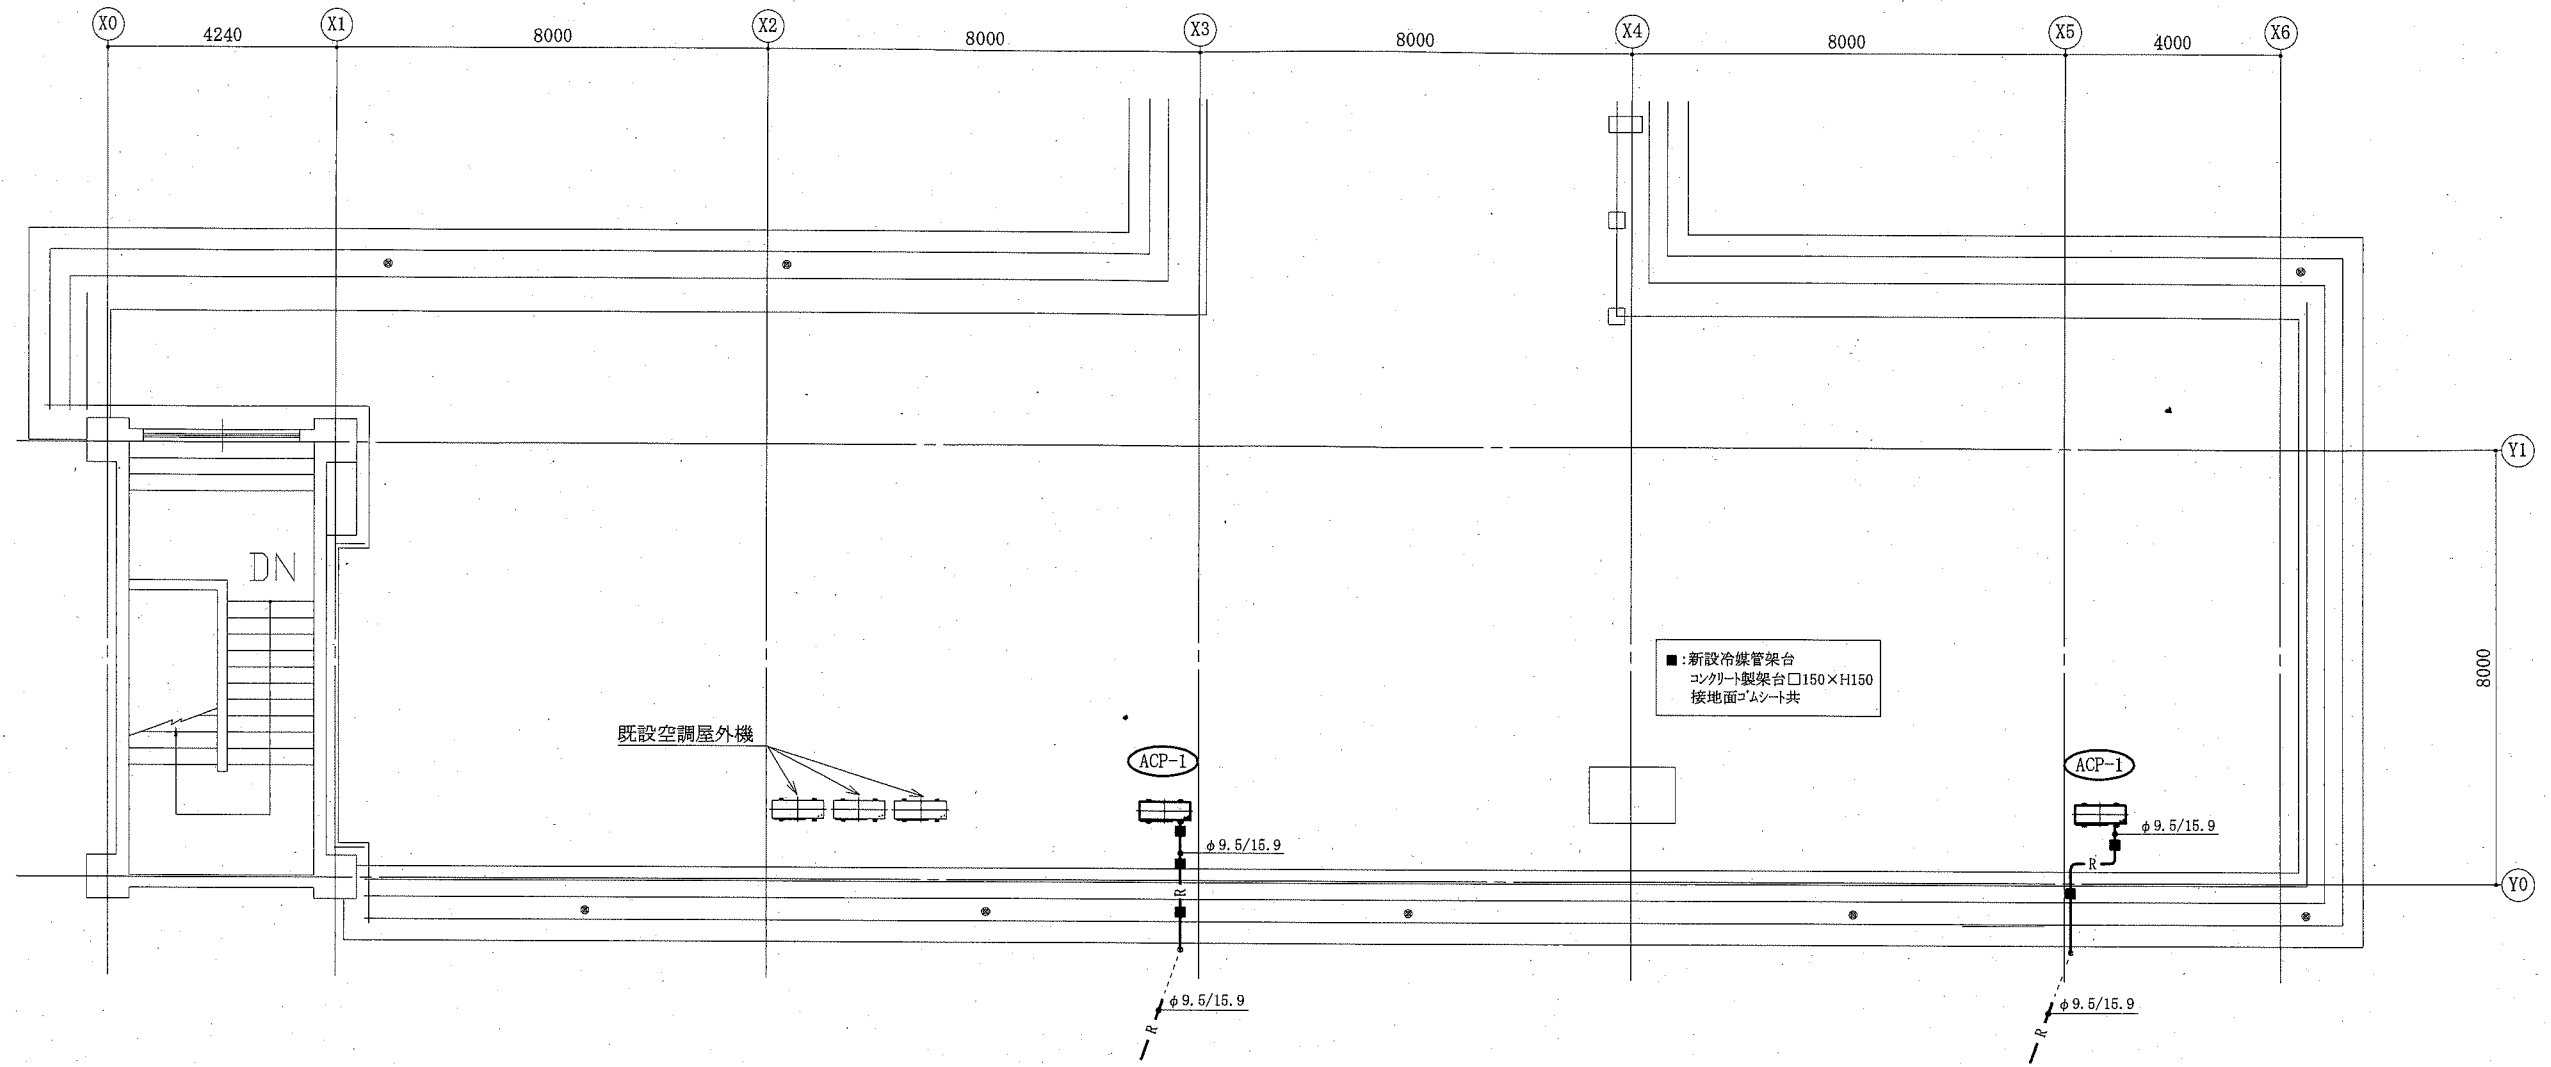 X0
X1
X2
X3
X4
X5
X6
4240
8000
8000
8000
8000
4000
Y1
DN
8000
■:新設冷媒管架台
コンクリート製架台□150×H150
接地面ゴムシート共
既設空調屋外機
ACP-1
ACP-1
φ9.5/15.9
φ9.5/15.9
R
R
Y0
φ9.5/15.9
φ9.5/15.9
R
R